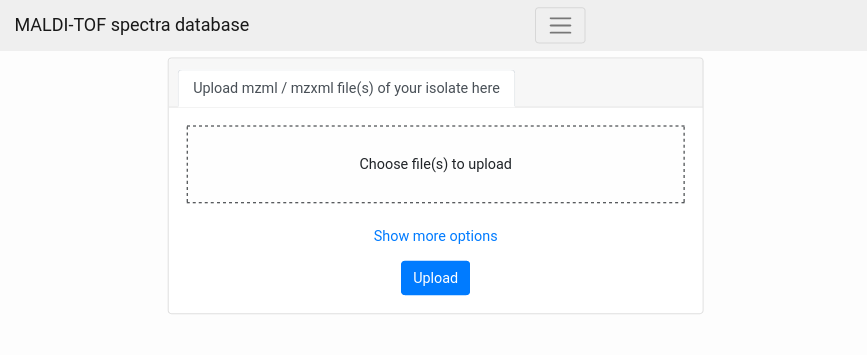 MALDI-TOF spectra database
Upload mzml / mzxml file(s) of your isolate here
Choose file(s) to upload
Show more options
Upload